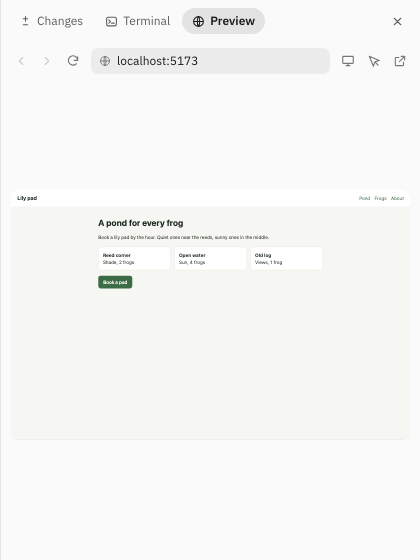 Changes Terminal Preview
localhost:5173
Lily pad Pond Frogs About
A pond for every frog
Book a lily pad by the hour. Quiet ones near the reeds, sunny ones in the middle.
Reed corner Open water Old log
Shade, 2 frogs Sun, 4 frogs Views, 1 frog
Book a pad